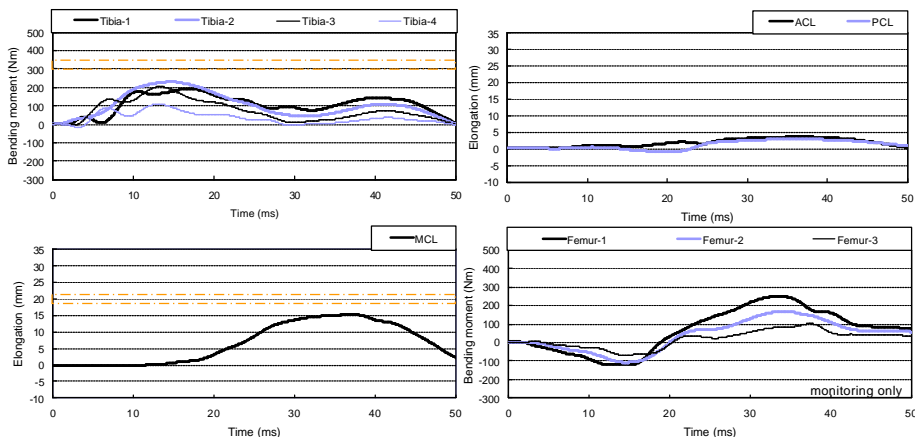 Tibia-1 Tibia-2 Tibia-3 Tibia-4
Bending moment (Nm)
500
400
300
200
100
0
-100
-200
-300
0 10 20 30 40 50
Time (ms)
ACL PCL
Elongation (mm)
35
30
25
20
15
10
5
0
-5
-10
0 10 20 30 40 50
Time (ms)
MCL
Elongation (mm)
35
30
25
20
15
10
5
0
-5
-10
0 10 20 30 40 50
Time (ms)
Femur-1 Femur-2 Femur-3
Bending moment (Nm)
500
400
300
200
100
0
-100
-200
-300
monitoring only
0 10 20 30 40 50
Time (ms)